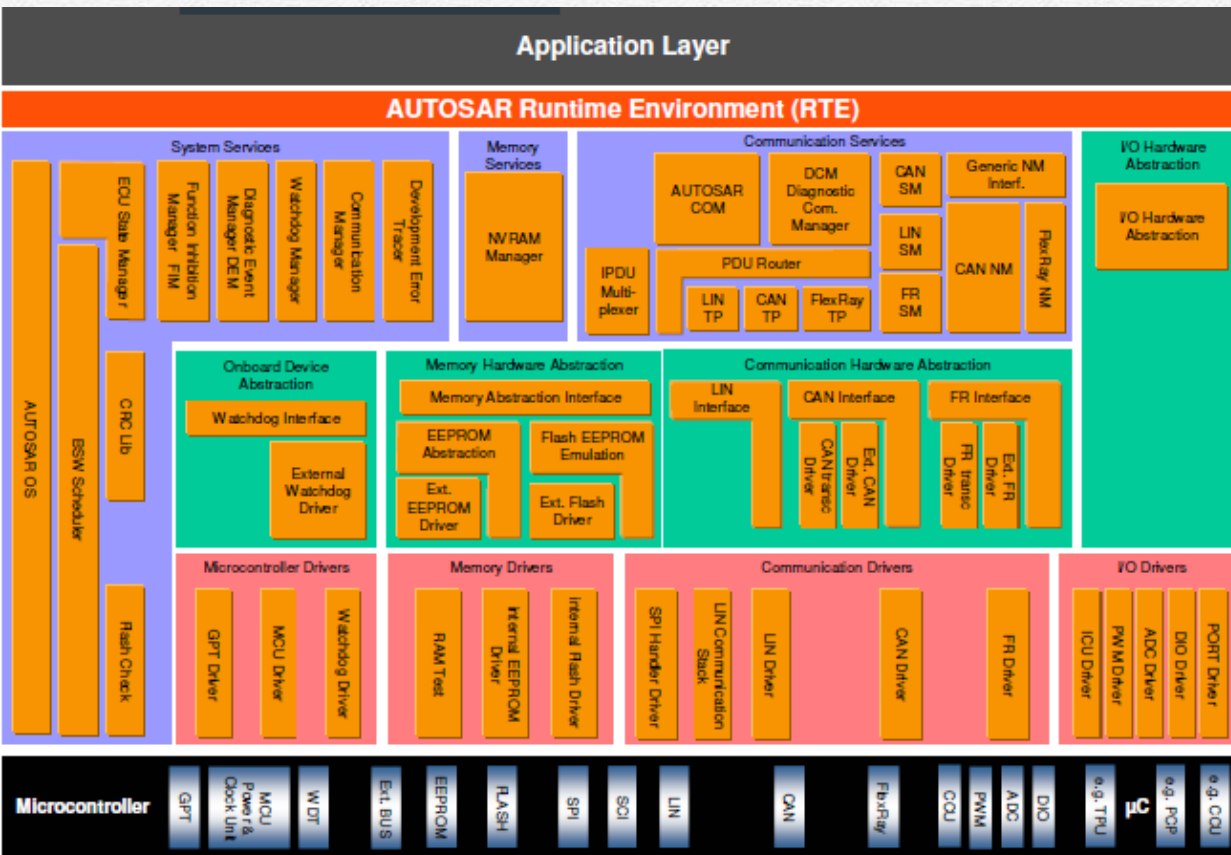 Application Layer
AUTOSAR Runtime Environment (RTE)
System Services
AUTOSAR OS
BSW Scheduler
ECU State Manager
Function Inhibition
Manager FIM
Diagnostic Event
Manager DEM
Watchdog Manager
Communication
Manager
Development Error
Tracer
CRC Lib
Flash Check
Memory
Services
NVRAM
Manager
Communication Services
IPDU
Multi-
plexer
AUTOSAR
COM
DCM
Diagnostic
Com.
Manager
PDU Router
LIN
TP
CAN
TP
FlexRay
TP
CAN
SM
LIN
SM
FR
SM
Generic NM
Interf.
CAN NM
FlexRay NM
I/O Hardware
Abstraction
I/O Hardware
Abstraction
Onboard Device
Abstraction
Watchdog Interface
External
Watchdog
Driver
Memory Hardware Abstraction
Memory Abstraction Interface
EEPROM
Abstraction
Ext.
EEPROM
Driver
Flash EEPROM
Emulation
Ext. Flash
Driver
Communication Hardware Abstraction
LIN
Interface
CAN Interface
CAN transc
Driver
Ext. CAN
Driver
FR Interface
FR transc
Driver
Ext. FR
Driver
Microcontroller Drivers
GPT Driver
MCU Driver
Watchdog Driver
Memory Drivers
RAM Test
internal EEPROM
Driver
internal Flash Driver
Communication Drivers
SPI Handler Driver
LIN Communication
Stack
LIN Driver
CAN Driver
FR Driver
I/O Drivers
ICU Driver
PWM Driver
ADC Driver
DIO Driver
PORT Driver
Microcontroller
GPT
MCU
Power &
Clock Unit
WDT
Ext. BUS
EEPROM
FLASH
SPI
SCI
LIN
CAN
FlexRay
CCU
PWM
ADC
DIO
e.g. TPU
µC
e.g. PCP
e.g. CCU